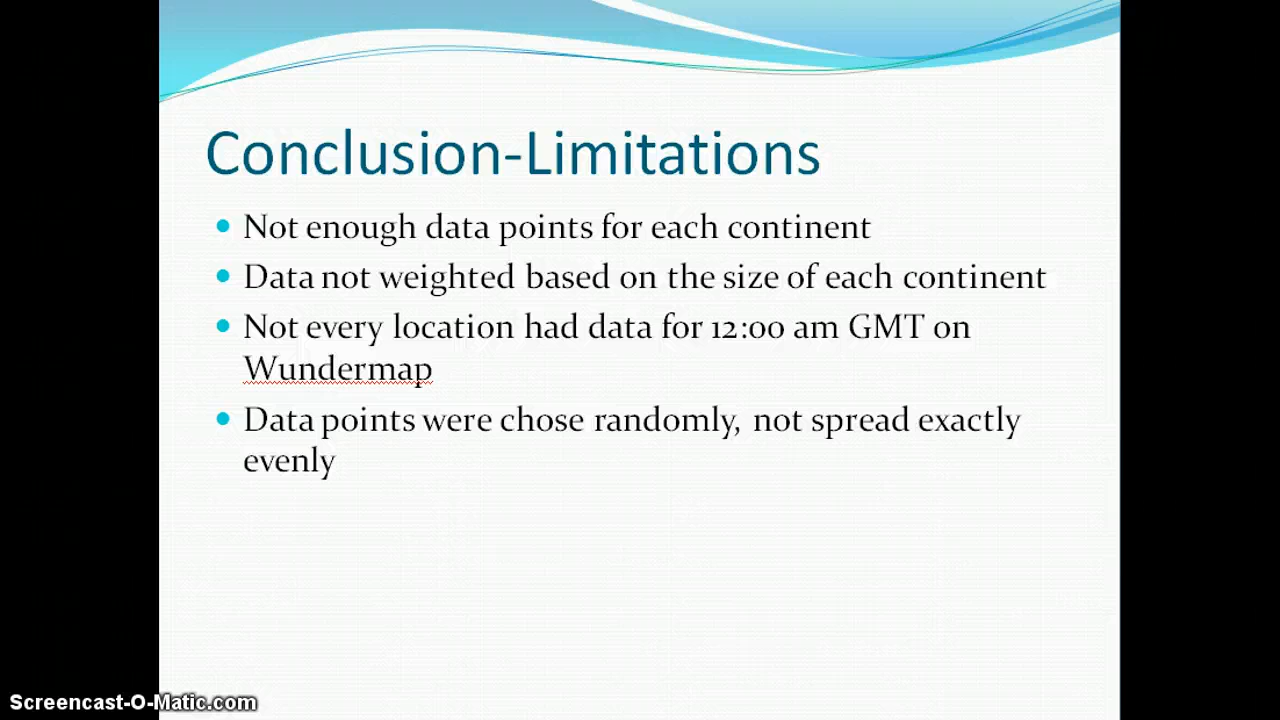 Conclusion-Limitations
Not enough data points for each continent
Data not weighted based on the size of each continent
Not every location had data for 12:00 am GMT on
Wundermap
Data points were chose randomly, not spread exactly
evenly
Screencast-O-Matic.com